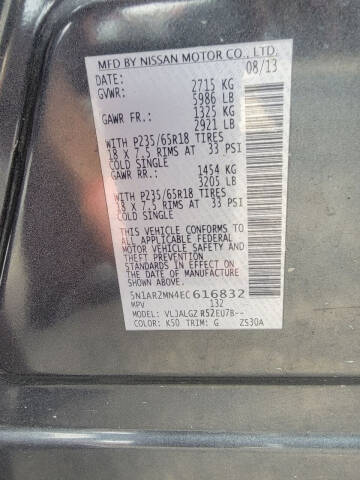 MFD BY NISSAN MOTOR CO., LTD.
DATE: 08/13
GVWR: 2715 KG
5986 LB
GAWR FR.: 1325 KG
2921 LB
WITH P235/65R18 TIRES
18 X 7.5 RIMS AT 33 PSI
COLD SINGLE
GAWR RR.: 1454 KG
3205 LB
WITH P235/65R18 TIRES
18 X 7.5 RIMS AT 33 PSI
COLD SINGLE
THIS VEHICLE CONFORMS TO
ALL APPLICABLE FEDERAL
MOTOR VEHICLE SAFETY AND
THEFT PREVENTION
STANDARDS IN EFFECT ON
THE DATE OF MANUFACTURE
SHOWN ABOVE.
5N1AR2MN4EC616832
MPV 132
MODEL: VLJALGZ R52EU7B--
COLOR: K50 TRIM: G ZS30A